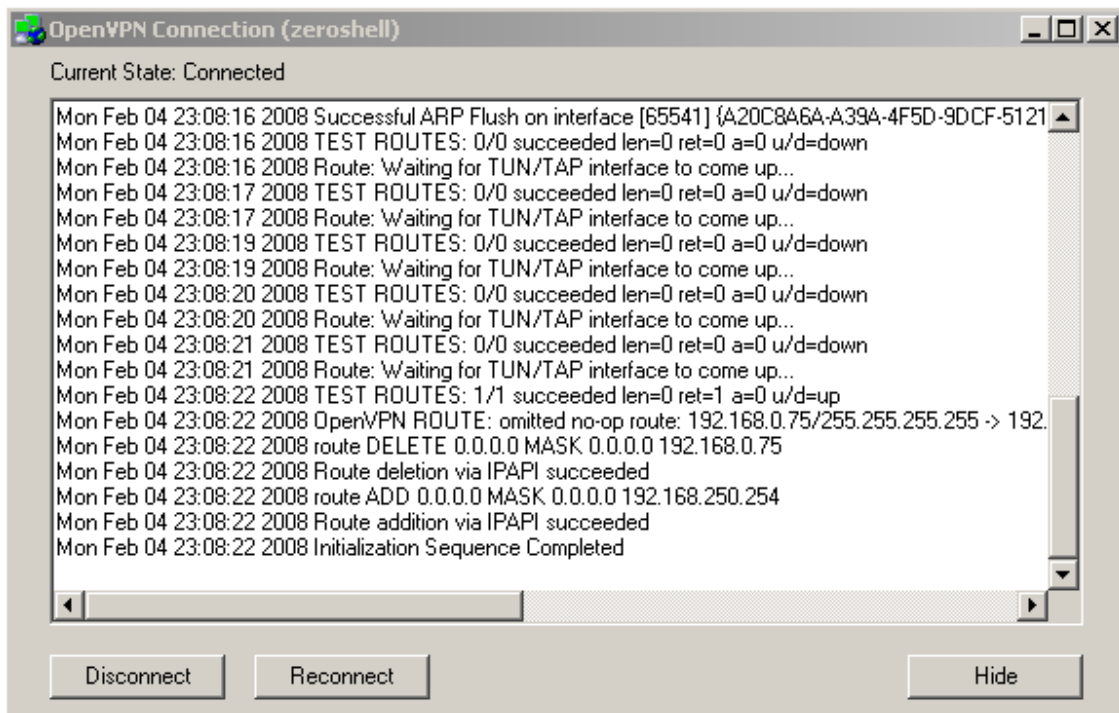 OpenVPN Connection (zeroshell)
Current State: Connected
Mon Feb 04 23:08:16 2008 Successful ARP Flush on interface [65541] {A20C8A6A-A39A-4F5D-9DCF-5121
Mon Feb 04 23:08:16 2008 TEST ROUTES: 0/0 succeeded len=0 ret=0 a=0 u/d=down
Mon Feb 04 23:08:16 2008 Route: Waiting for TUN/TAP interface to come up...
Mon Feb 04 23:08:17 2008 TEST ROUTES: 0/0 succeeded len=0 ret=0 a=0 u/d=down
Mon Feb 04 23:08:17 2008 Route: Waiting for TUN/TAP interface to come up...
Mon Feb 04 23:08:19 2008 TEST ROUTES: 0/0 succeeded len=0 ret=0 a=0 u/d=down
Mon Feb 04 23:08:19 2008 Route: Waiting for TUN/TAP interface to come up...
Mon Feb 04 23:08:20 2008 TEST ROUTES: 0/0 succeeded len=0 ret=0 a=0 u/d=down
Mon Feb 04 23:08:20 2008 Route: Waiting for TUN/TAP interface to come up...
Mon Feb 04 23:08:21 2008 TEST ROUTES: 0/0 succeeded len=0 ret=0 a=0 u/d=down
Mon Feb 04 23:08:21 2008 Route: Waiting for TUN/TAP interface to come up...
Mon Feb 04 23:08:22 2008 TEST ROUTES: 1/1 succeeded len=0 ret=1 a=0 u/d=up
Mon Feb 04 23:08:22 2008 OpenVPN ROUTE: omitted no-op route: 192.168.0.75/255.255.255.255 -> 192.
Mon Feb 04 23:08:22 2008 route DELETE 0.0.0.0 MASK 0.0.0.0 192.168.0.75
Mon Feb 04 23:08:22 2008 Route deletion via IPAPI succeeded
Mon Feb 04 23:08:22 2008 route ADD 0.0.0.0 MASK 0.0.0.0 192.168.250.254
Mon Feb 04 23:08:22 2008 Route addition via IPAPI succeeded
Mon Feb 04 23:08:22 2008 Initialization Sequence Completed
Disconnect Reconnect Hide